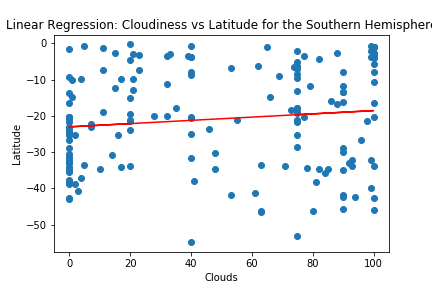 Linear Regression: Cloudiness vs Latitude for the Southern Hemisphere
0
−10
−20
−30
−40
−50
Latitude
0 20 40 60 80 100
Clouds